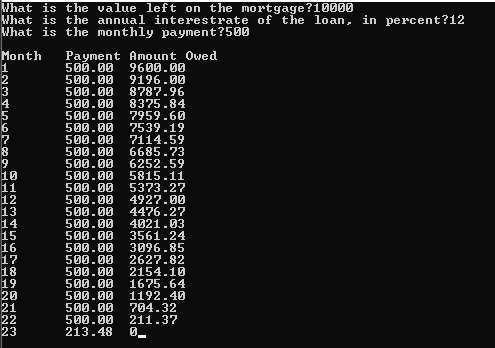 What is the value left on the mortgage?10000
What is the annual interestrate of the loan, in percent?12
What is the monthly payment?500
Month Payment Amount Owed
1 500.00 9600.00
2 500.00 9196.00
3 500.00 8787.96
4 500.00 8375.84
5 500.00 7959.60
6 500.00 7539.19
7 500.00 7114.59
8 500.00 6685.73
9 500.00 6252.59
10 500.00 5815.11
11 500.00 5373.27
12 500.00 4927.00
13 500.00 4476.27
14 500.00 4021.03
15 500.00 3561.24
16 500.00 3096.85
17 500.00 2627.82
18 500.00 2154.10
19 500.00 1675.64
20 500.00 1192.40
21 500.00 704.32
22 500.00 211.37
23 213.48 0